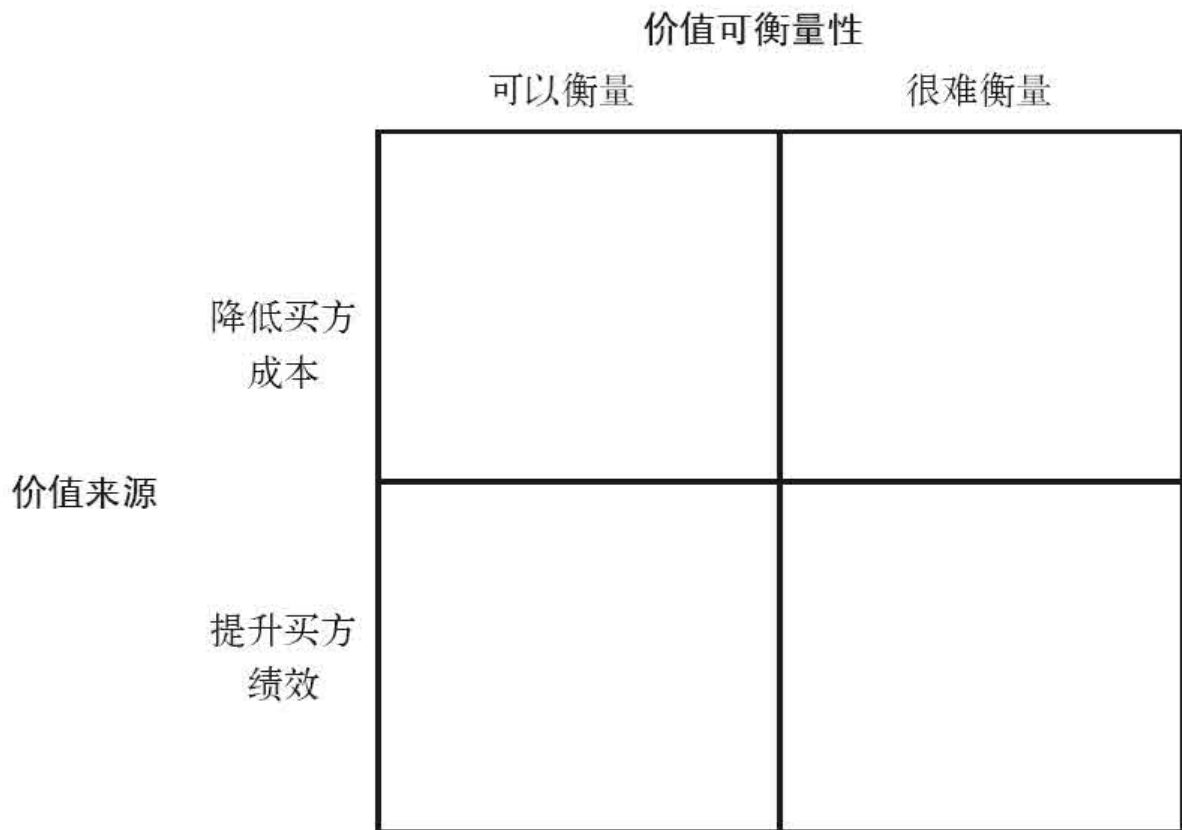 价值可衡量性
可以衡量
很难衡量
降低买方
成本
价值来源
提升买方
绩效